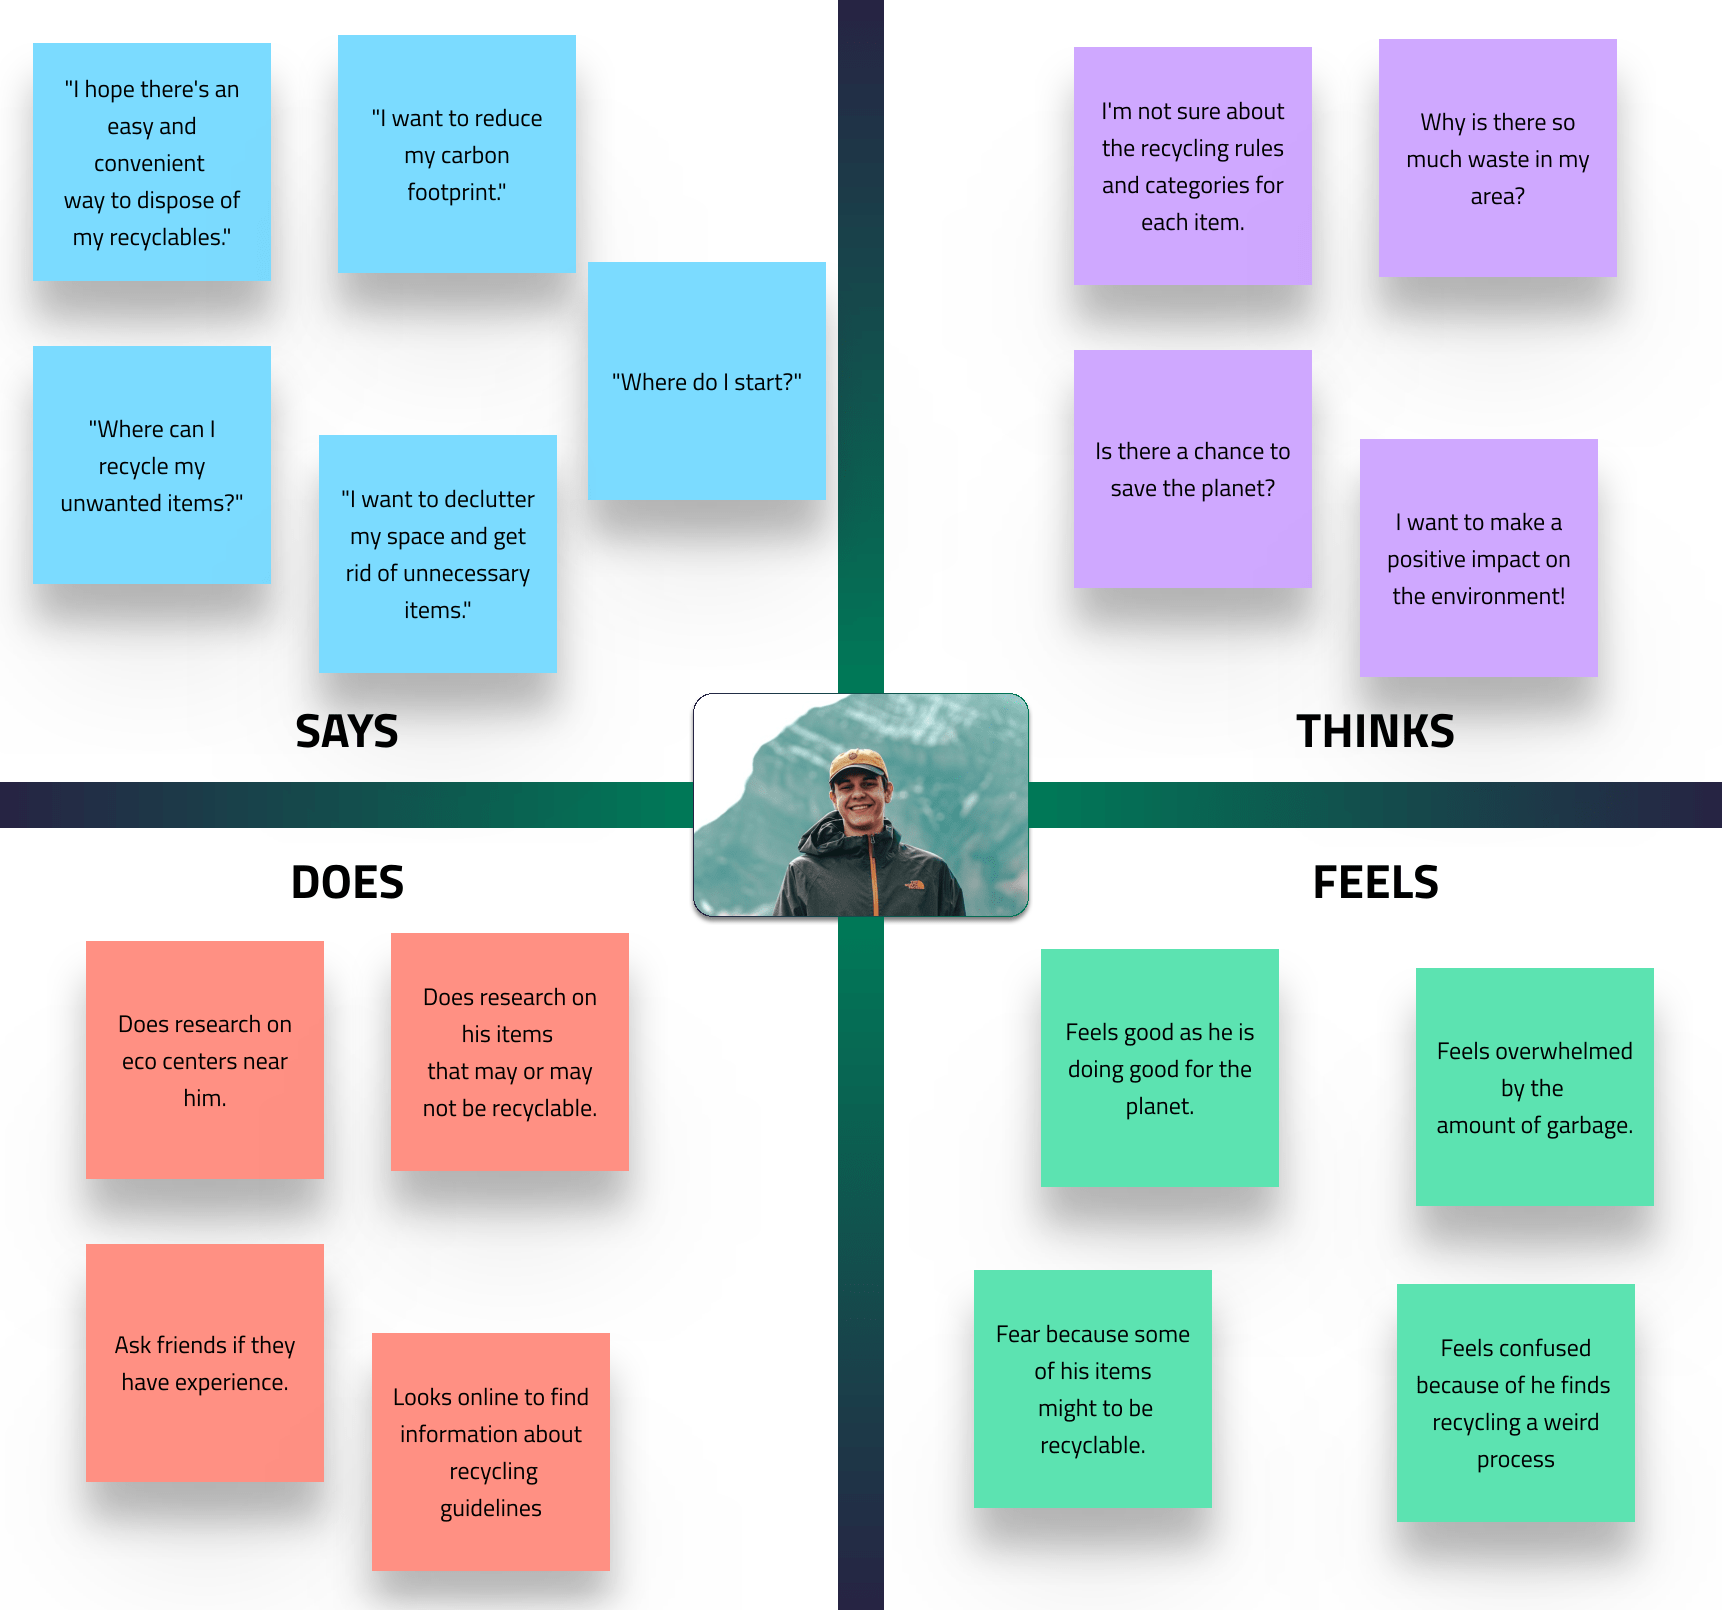 "I hope there's an
easy and
convenient
way to dispose of
my recyclables."
"I want to reduce
my carbon
footprint."
"Where do I start?"
"Where can I
recycle my
unwanted items?"
"I want to declutter
my space and get
rid of unnecessary
items."
SAYS
I'm not sure about
the recycling rules
and categories for
each item.
Why is there so
much waste in my
area?
Is there a chance to
save the planet?
I want to make a
positive impact on
the environment!
THINKS
DOES
Does research on
eco centers near
him.
Does research on
his items
that may or may
not be recyclable.
Ask friends if they
have experience.
Looks online to find
information about
recycling
guidelines
FEELS
Feels good as he is
doing good for the
planet.
Feels overwhelmed
by the
amount of garbage.
Fear because some
of his items
might to be
recyclable.
Feels confused
because of he finds
recycling a weird
process